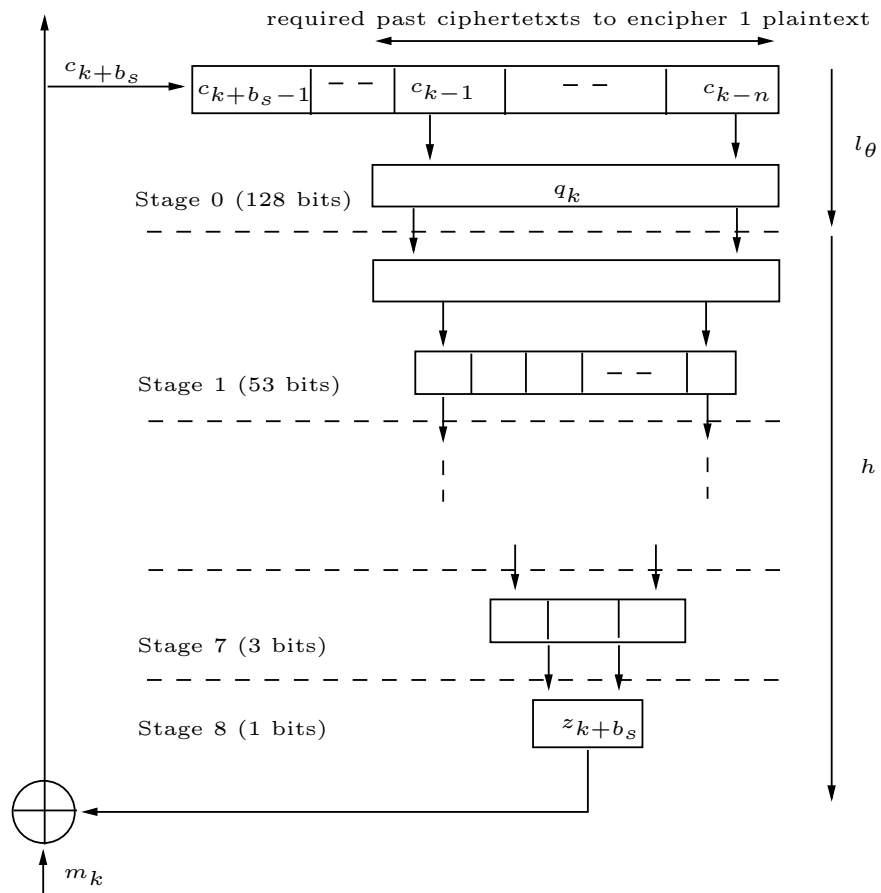 required past ciphertetxts to encipher 1 plaintext
c_{k+b_s}
c_{k+b_s-1} – – c_{k-1} – – c_{k-n}
l_θ
Stage 0 (128 bits)
q_k
Stage 1 (53 bits)
– –
h
Stage 7 (3 bits)
Stage 8 (1 bits)
z_{k+b_s}
m_k